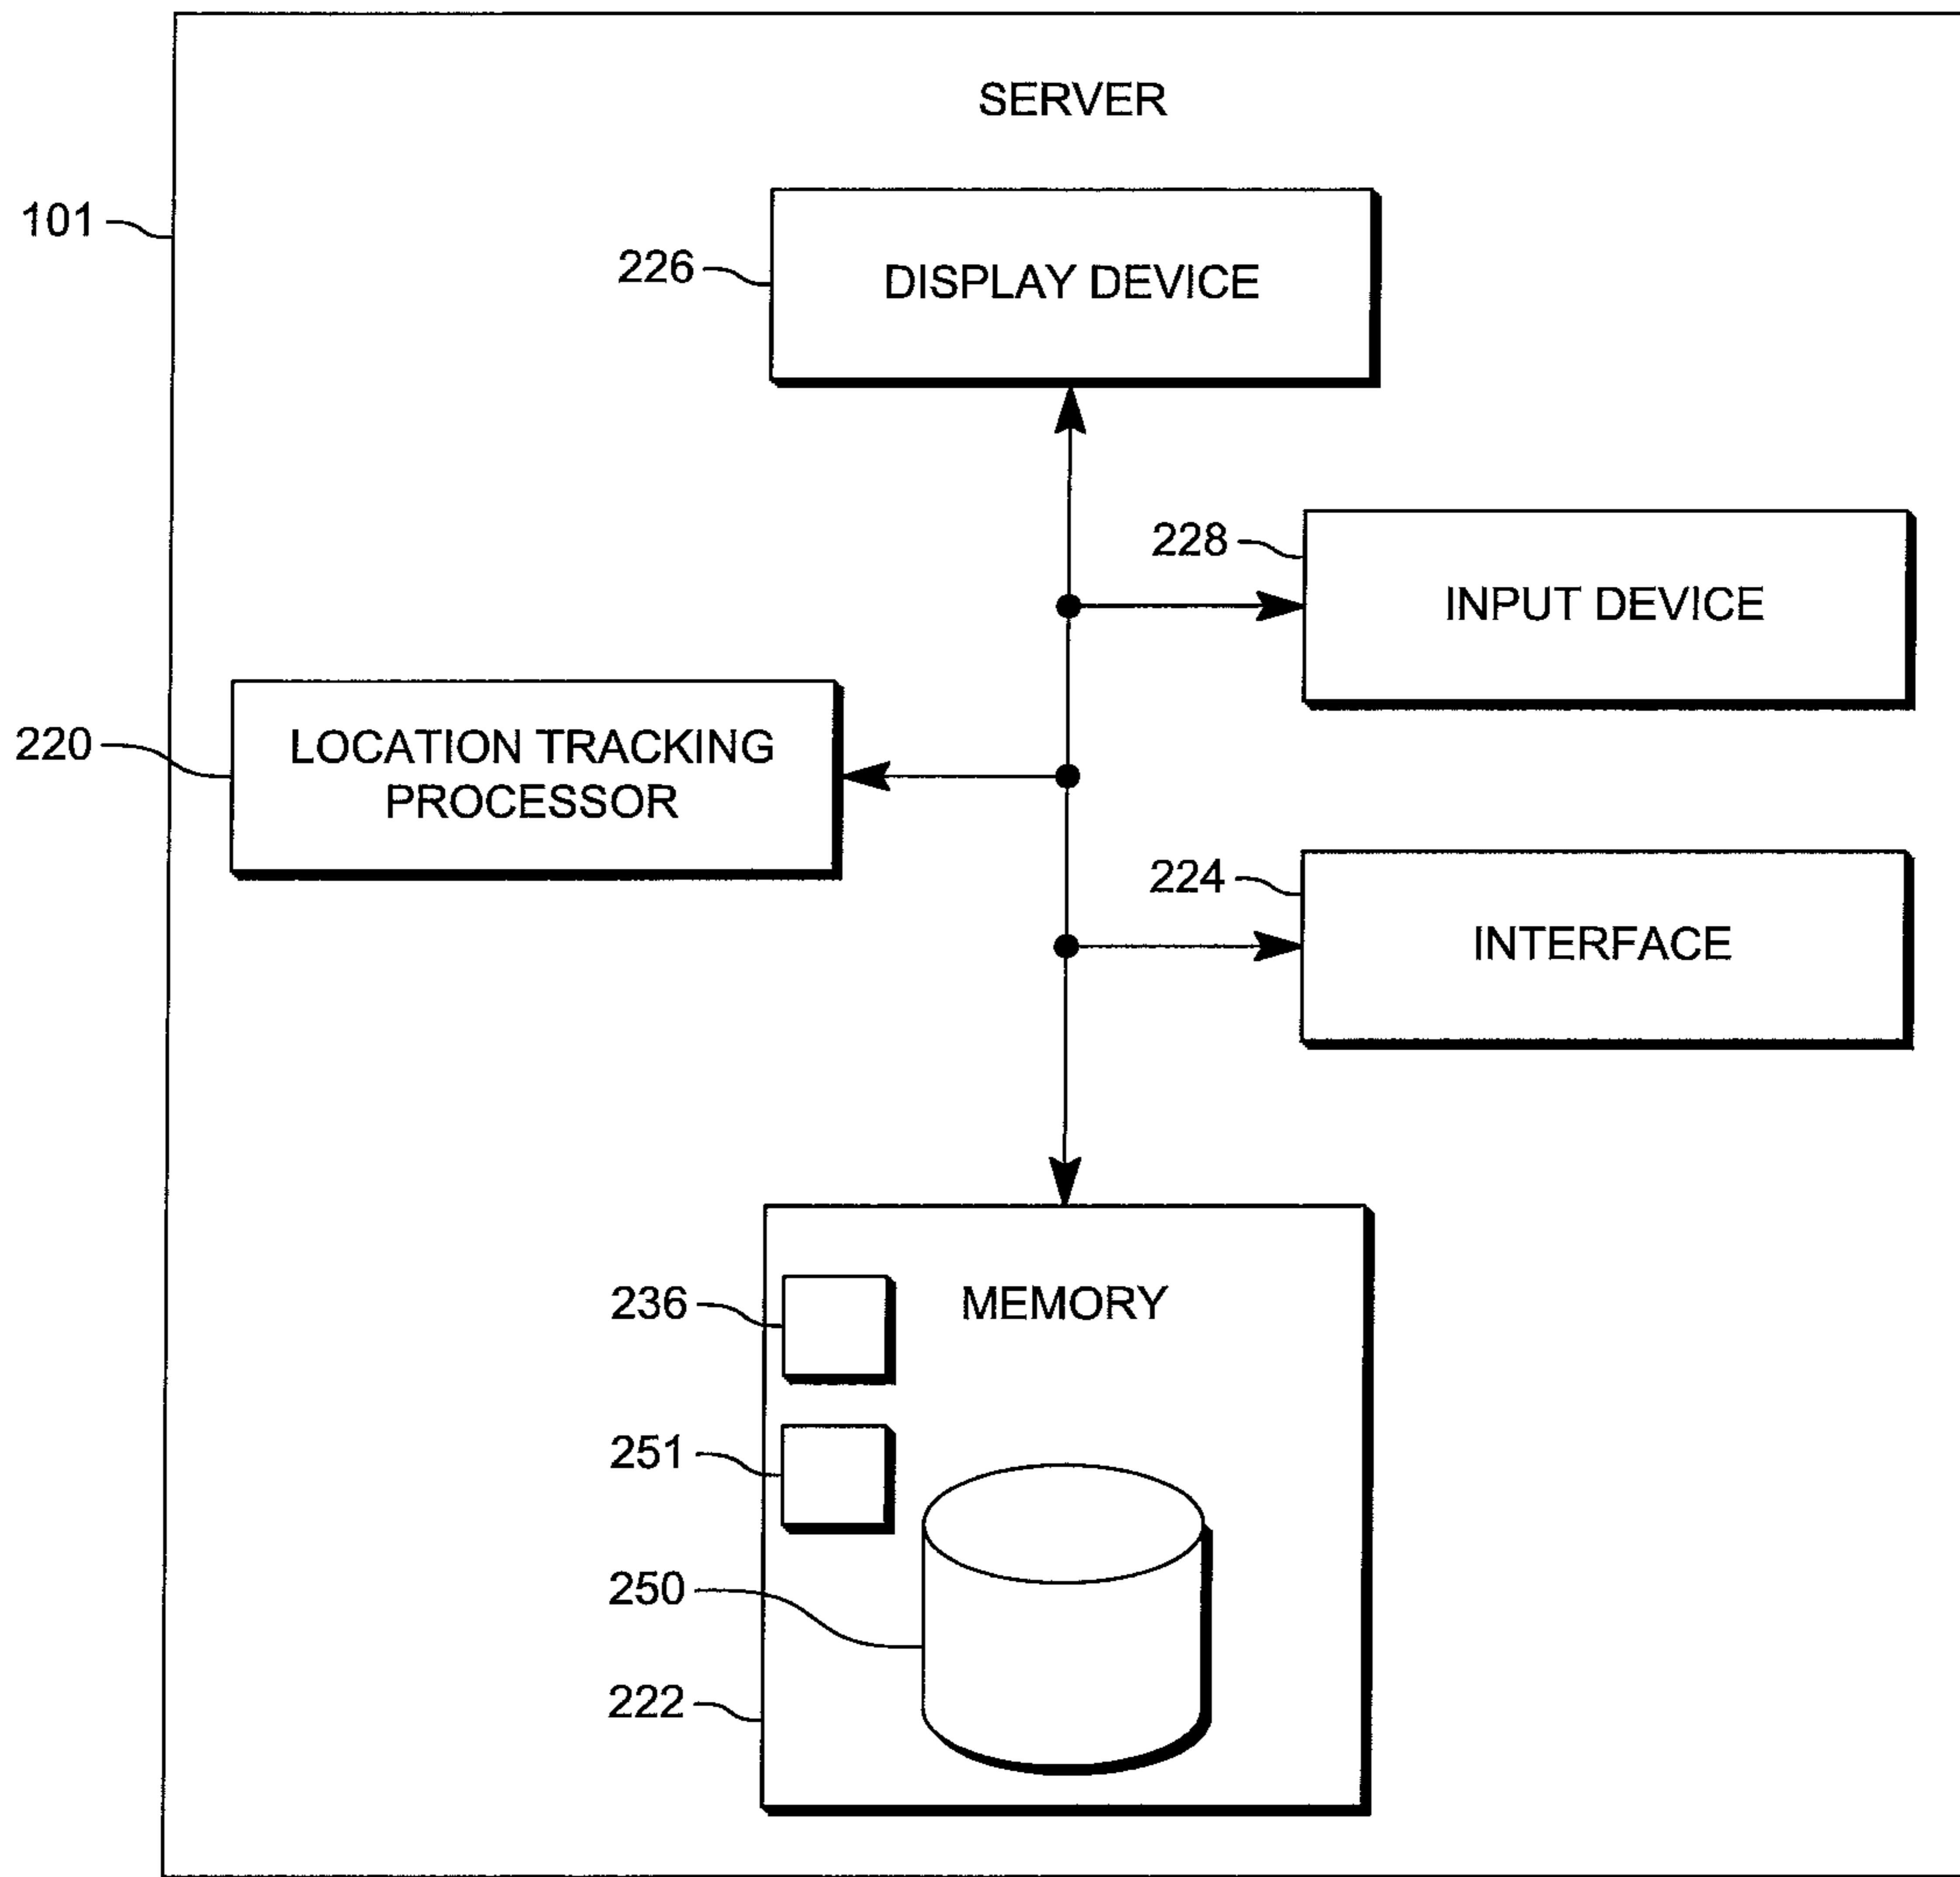 SERVER
101
226
DISPLAY DEVICE
228
INPUT DEVICE
220
LOCATION TRACKING
PROCESSOR
224
INTERFACE
236
MEMORY
251
250
222